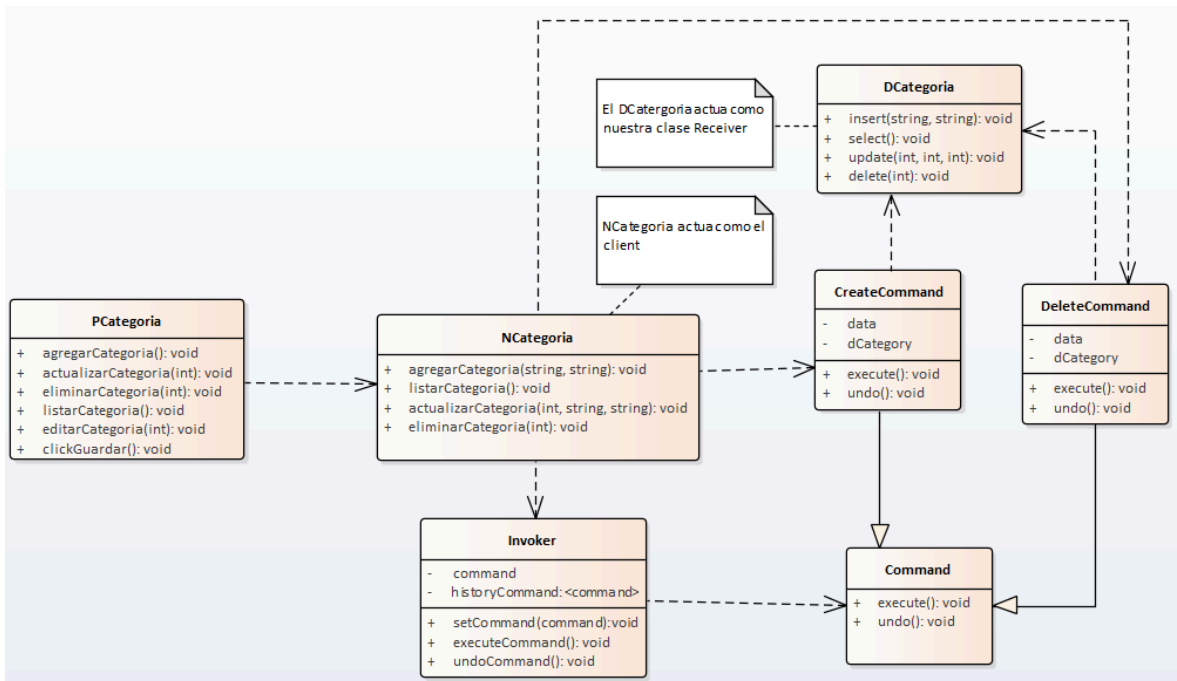 DCategoria
+ insert(string, string): void
+ select(): void
+ update(int, int, int): void
+ delete(int): void
El DCatergoria actua como
nuestra clase Receiver
NCategoria actua como el
client
PCategoria
+ agregarCategoria(): void
+ actualizarCategoria(int): void
+ eliminarCategoria(int): void
+ listarCategoria(): void
+ editarCategoria(int): void
+ clickGuardar(): void
NCategoria
+ agregarCategoria(string, string): void
+ listarCategoria(): void
+ actualizarCategoria(int, string, string): void
+ eliminarCategoria(int): void
CreateCommand
- data
- dCategory
+ execute(): void
+ undo(): void
DeleteCommand
- data
- dCategory
+ execute(): void
+ undo(): void
Invoker
- command
- historyCommand: <command>
+ setCommand(command):void
+ executeCommand(): void
+ undoCommand(): void
Command
+ execute(): void
+ undo(): void